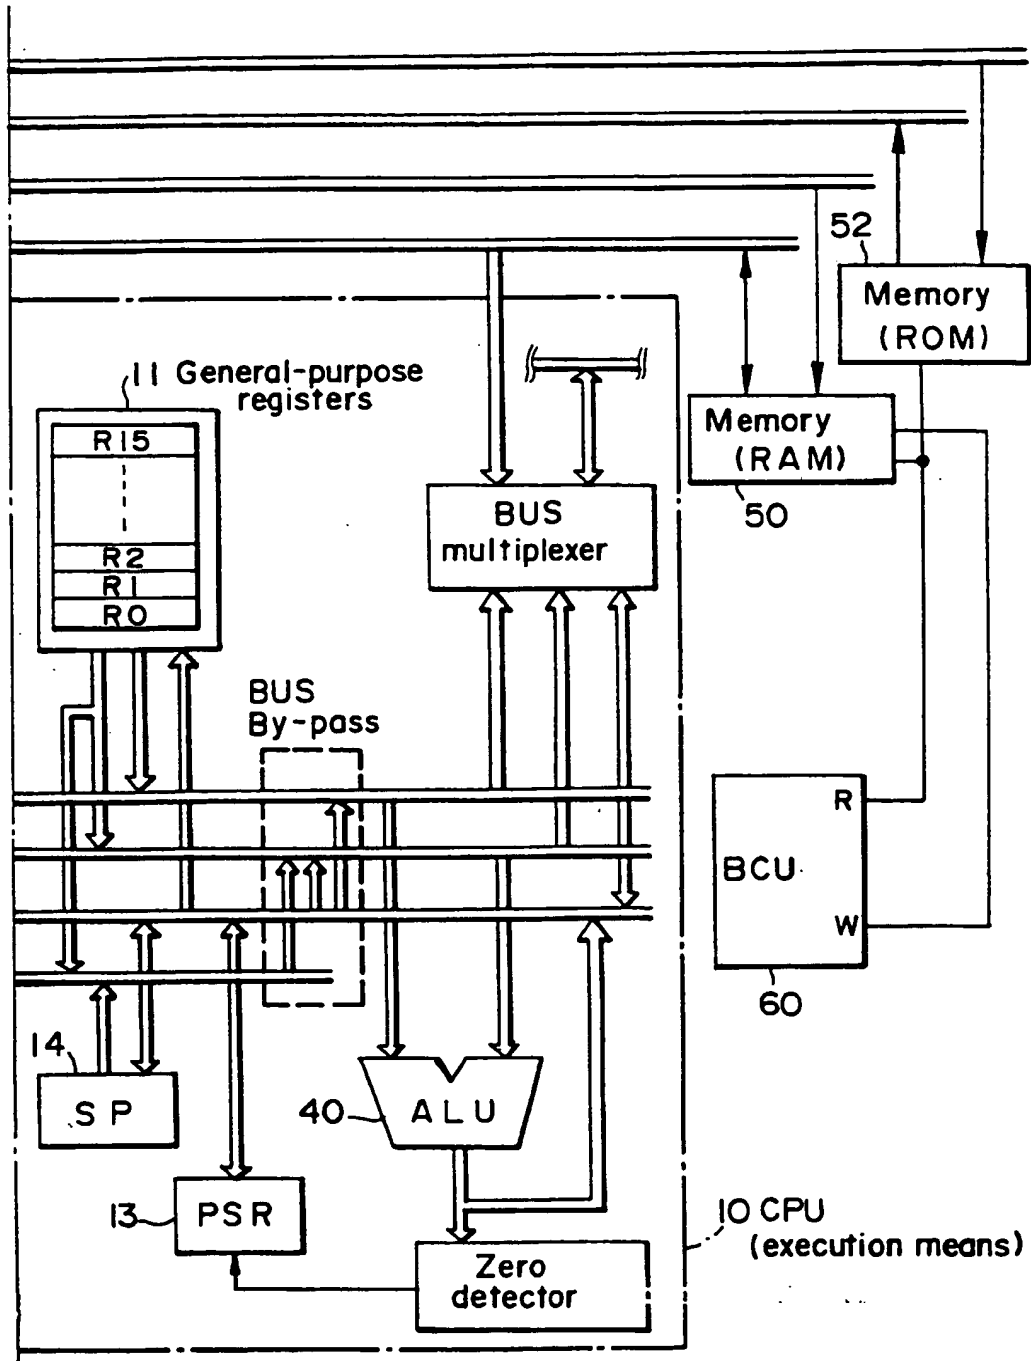 52
Memory
(ROM)
11 General-purpose
registers
R15
R2
R1
R0
Memory
(RAM)
50
BUS
multiplexer
BUS
By-pass
R
BCU
W
60
14
SP
40
ALU
13
PSR
10 CPU
(execution means)
Zero
detector